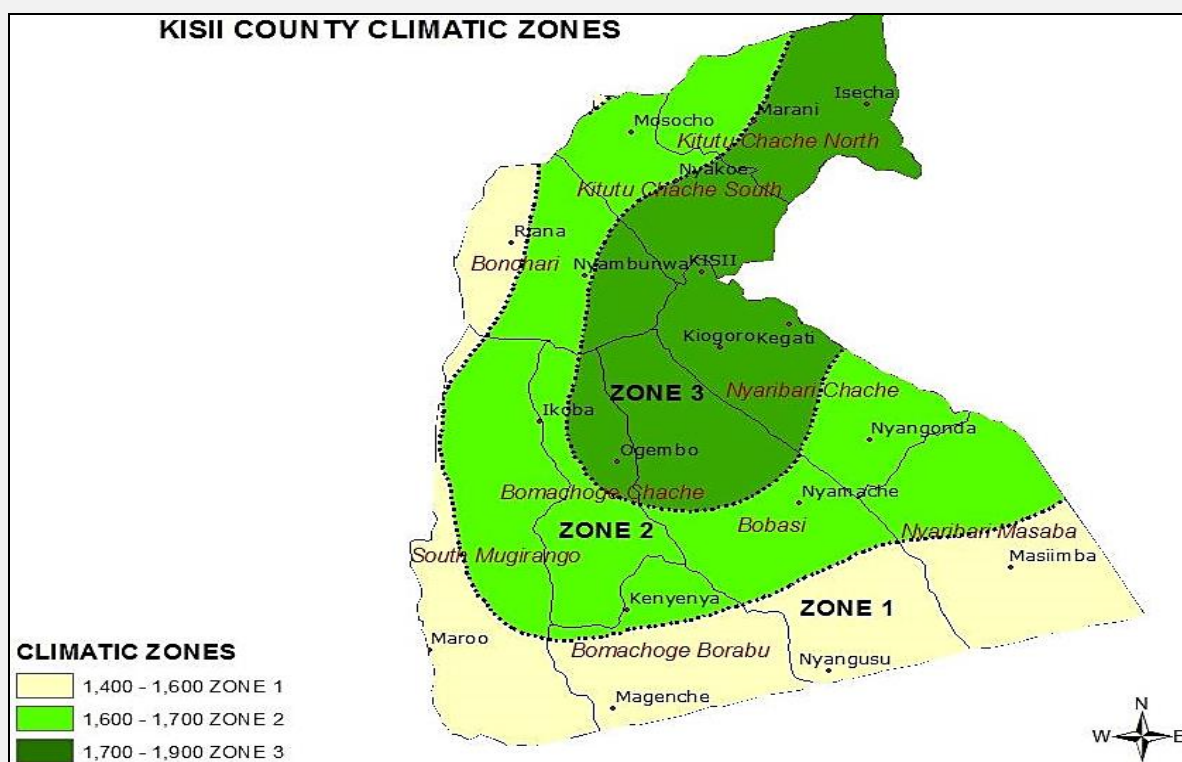 KISII COUNTY CLIMATIC ZONES
Isecha
Marani
Mosocho
Kitutu Chache North
Nyakoe
Kitutu Chache South
Riana
Bonchari
Nyambunwa
KISII
Kiogoro
Kegati
ZONE 3
Nyaribari Chache
Ikoba
Nyangonda
Ogembo
Bomachoge Chache
Nyamache
ZONE 2
Bobasi
Nyaribari Masaba
South Mugirango
Masiimba
Kenyenya
ZONE 1
Maroo
Bomachoge Borabu
Nyangusu
Magenche
CLIMATIC ZONES
1,400 - 1,600 ZONE 1
1,600 - 1,700 ZONE 2
1,700 - 1,900 ZONE 3
N
W E
S